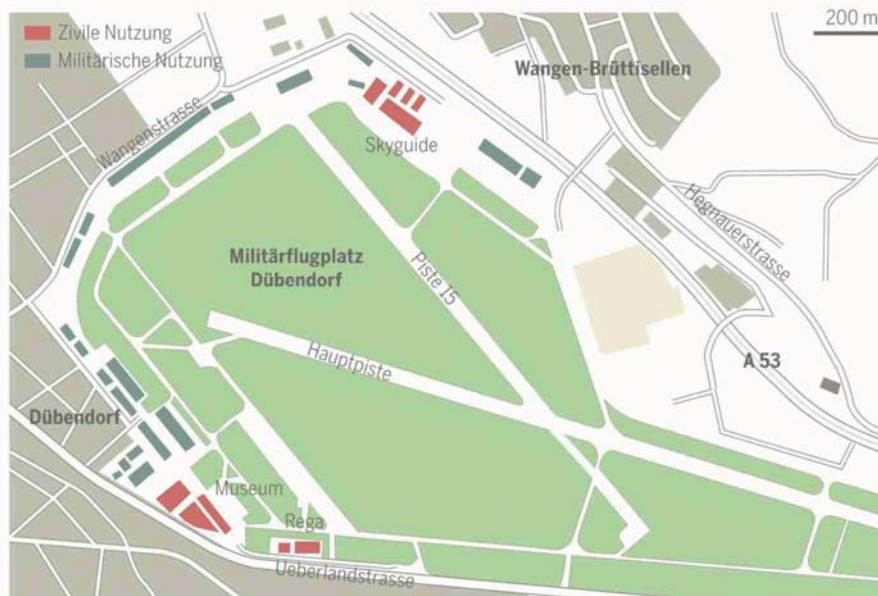 Zivile Nutzung
Militärische Nutzung
200 m
Wangen-Brüttisellen
Wangenstrasse
Skyguide
Hegnauerstrasse
Militärflugplatz
Dübendorf
Piste 15
Hauptpiste
A 53
Dübendorf
Museum
Rega
Ueberlandstrasse